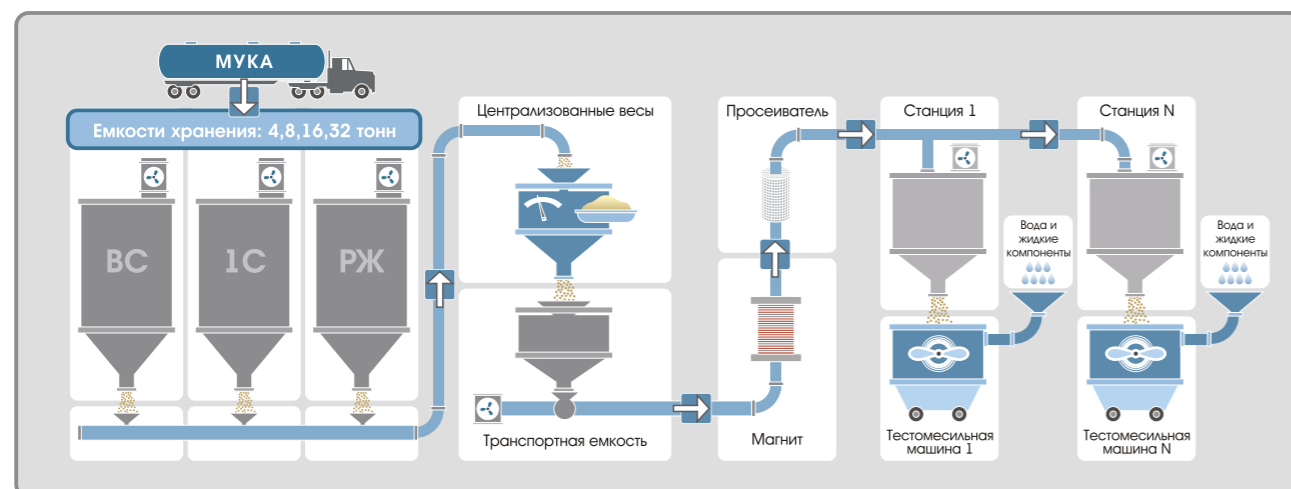 МУКА
Емкости хранения: 4,8,16,32 тонн
ВС
1С
РЖ
Централизованные весы
Транспортная емкость
Просеиватель
Магнит
Станция 1
Вода и
жидкие
компоненты
Тестомесильная
машина 1
Станция N
Вода и
жидкие
компоненты
Тестомесильная
машина N